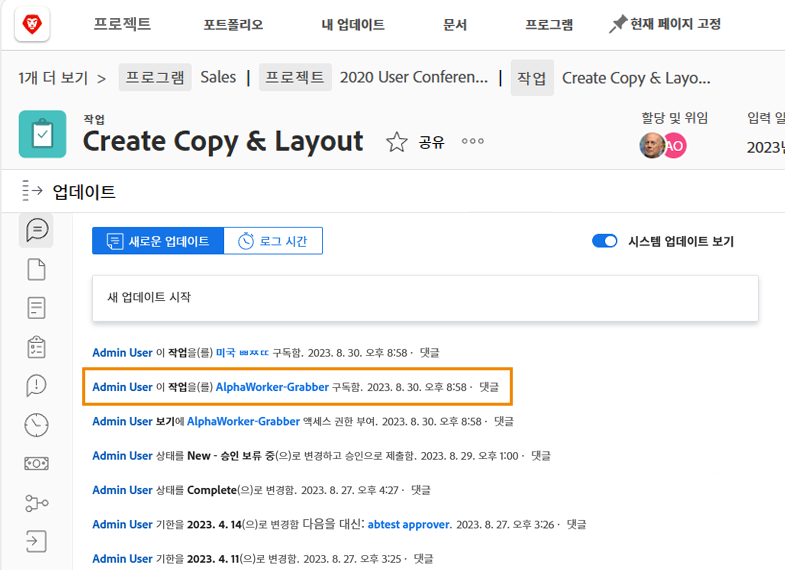 프로젝트 포트폴리오 내 업데이트 문서 프로그램 현재 페이지 고정
1개 더 보기 > 프로그램 Sales | 프로젝트 2020 User Conferen... | 작업 Create Copy & Layo...
작업
Create Copy & Layout 공유
할당 및 위임
AO
입력 일
2023년
업데이트
새로운 업데이트 로그 시간 시스템 업데이트 보기
새 업데이트 시작
Admin User 이 작업을(를) 미국 구독함. 2023. 8. 30. 오후 8:58 · 댓글
Admin User 이 작업을(를) AlphaWorker-Grabber 구독함. 2023. 8. 30. 오후 8:58 · 댓글
Admin User 보기에 AlphaWorker-Grabber 액세스 권한 부여. 2023. 8. 30. 오후 8:58 · 댓글
Admin User 상태를 New - 승인 보류 중(으)로 변경하고 승인으로 제출함. 2023. 8. 29. 오후 1:00 · 댓글
Admin User 상태를 Complete(으)로 변경함. 2023. 8. 27. 오후 4:27 · 댓글
Admin User 기한을 2023. 4. 14(으)로 변경함 다음을 대신: abtest approver. 2023. 8. 27. 오후 3:26 · 댓글
Admin User 기한을 2023. 4. 11(으)로 변경함. 2023. 8. 27. 오후 3:25 · 댓글